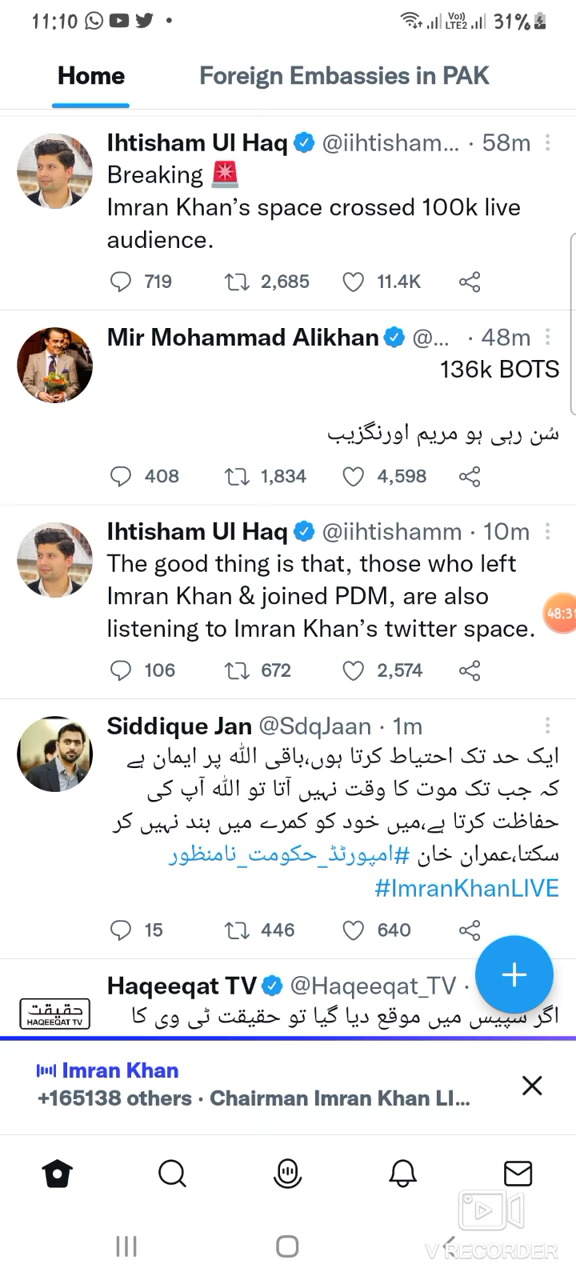 11:10
Vo)) LTE2 31%
Home Foreign Embassies in PAK
Ihtisham Ul Haq @iihtisham... · 58m
Breaking 🚨
Imran Khan's space crossed 100k live
audience.
719 2,685 11.4K
Mir Mohammad Alikhan @... · 48m
136k BOTS
سُن رہی ہو مریم اورنگزیب
408 1,834 4,598
Ihtisham Ul Haq @iihtishamm · 10m
The good thing is that, those who left
Imran Khan & joined PDM, are also
listening to Imran Khan's twitter space.
48:31
106 672 2,574
Siddique Jan @SdqJaan · 1m
ایک حد تک احتیاط کرتا ہوں،باقی اللہ پر ایمان ہے
کہ جب تک موت کا وقت نہیں آتا تو اللہ آپ کی
حفاظت کرتا ہے،میں خود کو کمرے میں بند نہیں کر
سکتا،عمران خان #امپورٹڈ_حکومت_نامنظور
#ImranKhanLIVE
15 446 640
Haqeeqat TV @Haqeeqat_TV ·
حقیقت
HAQEEQAT TV
اگر سپیس میں موقع دیا گیا تو حقیقت ٹی وی کا
Imran Khan
+165138 others · Chairman Imran Khan LI...
V RECORDER